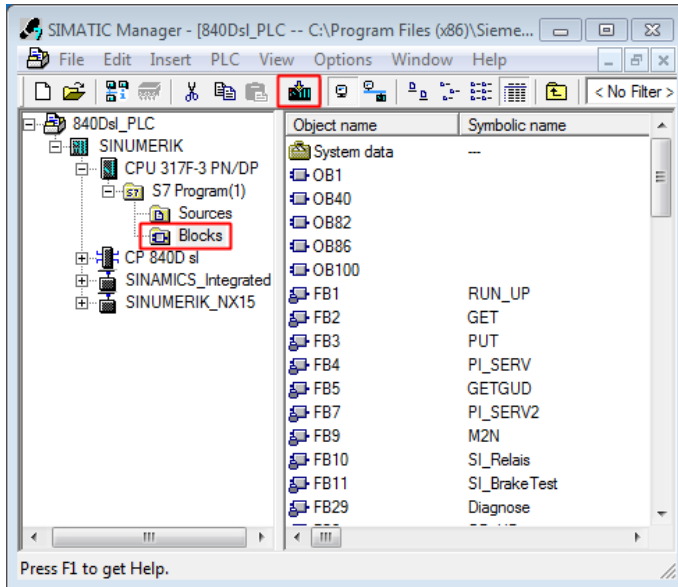 SIMATIC Manager - [840Dsl_PLC -- C:\Program Files (x86)\Sieme...
File Edit Insert PLC View Options Window Help
< No Filter >
840Dsl_PLC
SINUMERIK
CPU 317F-3 PN/DP
S7 Program(1)
Sources
Blocks
CP 840D sl
SINAMICS_Integrated
SINUMERIK_NX15
Object name Symbolic name
System data ---
OB1
OB40
OB82
OB86
OB100
FB1 RUN_UP
FB2 GET
FB3 PUT
FB4 PI_SERV
FB5 GETGUD
FB7 PI_SERV2
FB9 M2N
FB10 SI_Relais
FB11 SI_BrakeTest
FB29 Diagnose
Press F1 to get Help.